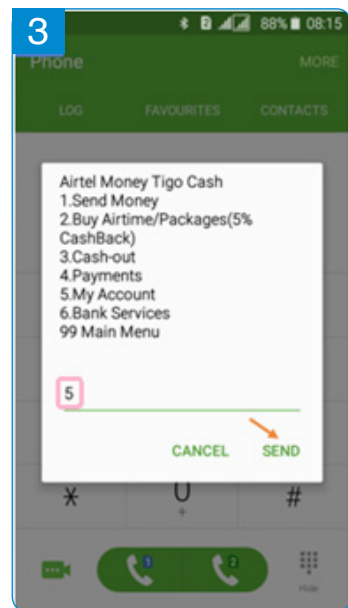 3
88% 08:15
Phone
MORE
LOG FAVOURITES CONTACTS
Airtel Money Tigo Cash
1.Send Money
2.Buy Airtime/Packages(5%
CashBack)
3.Cash-out
4.Payments
5.My Account
6.Bank Services
99 Main Menu
5
CANCEL SEND
* 0 #
+
1 2
Hide